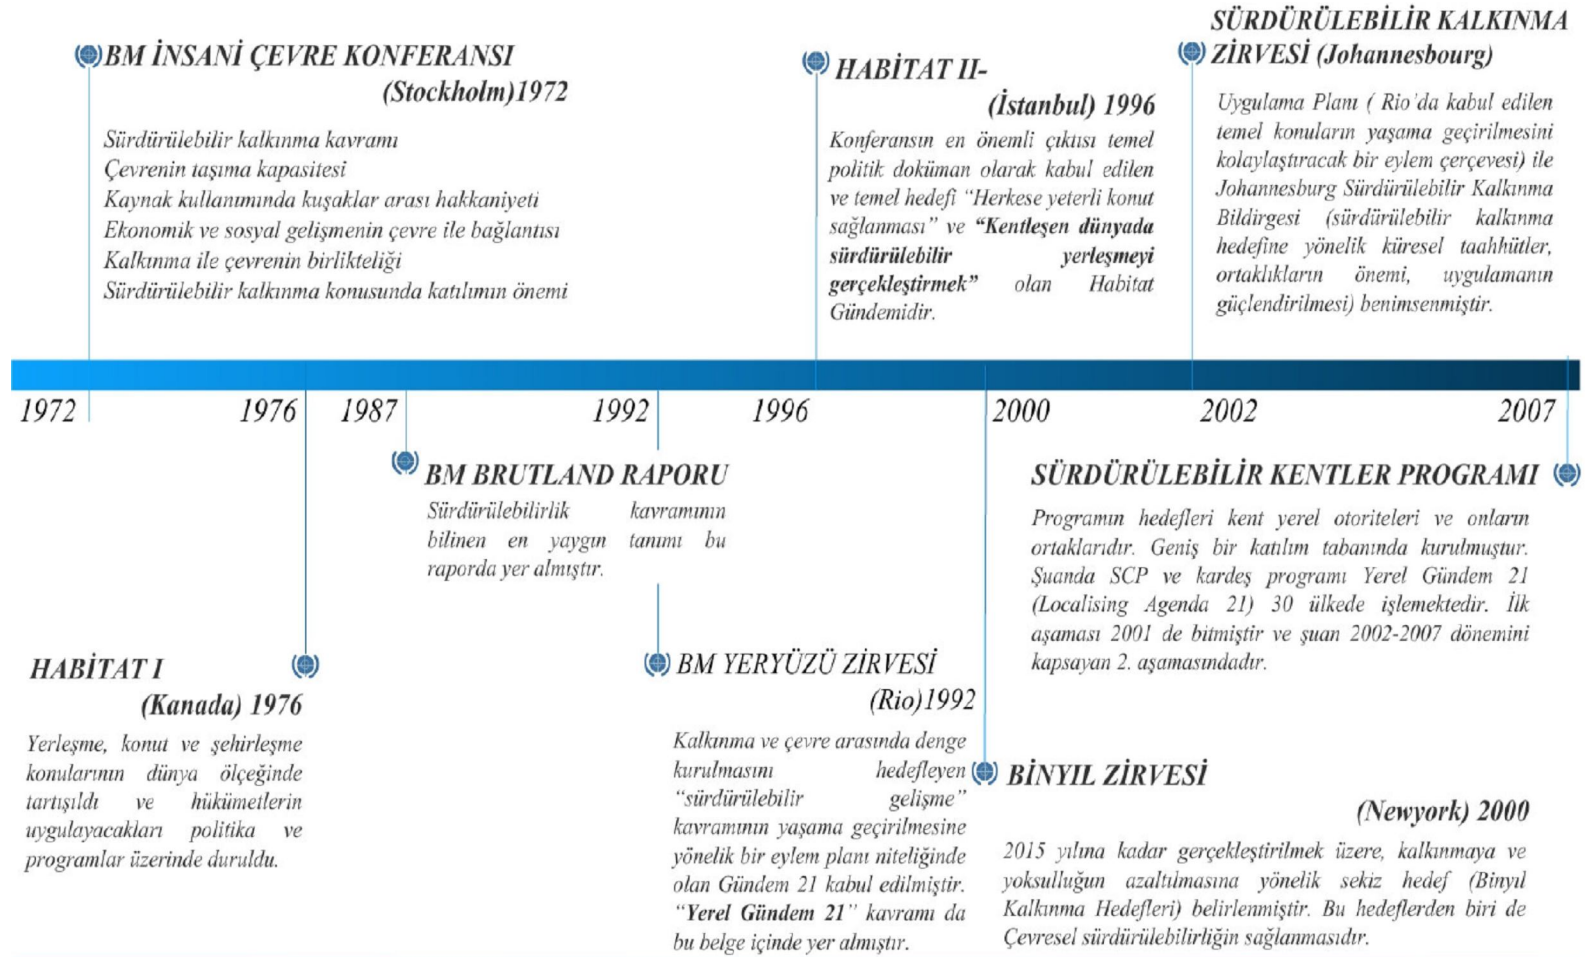 BM İNSANİ ÇEVRE KONFERANSI
(Stockholm)1972
Sürdürülebilir kalkınma kavramı
Çevrenin taşıma kapasitesi
Kaynak kullanımında kuşaklar arası hakkaniyeti
Ekonomik ve sosyal gelişmenin çevre ile bağlantısı
Kalkınma ile çevrenin birlikteliği
Sürdürülebilir kalkınma konusunda katılımın önemi
HABİTAT II-
(İstanbul) 1996
Konferansın en önemli çıktısı temel
politik doküman olarak kabul edilen
ve temel hedefi “Herkese yeterli konut
sağlanması” ve “Kentleşen dünyada
sürdürülebilir yerleşmeyi
gerçekleştirmek” olan Habitat
Gündemidir.
SÜRDÜRÜLEBİLİR KALKINMA
ZİRVESİ (Johannesbourg)
Uygulama Planı ( Rio’da kabul edilen
temel konuların yaşama geçirilmesini
kolaylaştıracak bir eylem çerçevesi) ile
Johannesburg Sürdürülebilir Kalkınma
Bildirgesi (sürdürülebilir kalkınma
hedefine yönelik küresel taahhütler,
ortaklıkların önemi, uygulamanın
güçlendirilmesi) benimsenmiştir.
1972 1976 1987 1992 1996 2000 2002 2007
BM BRUTLAND RAPORU
Sürdürülebilirlik kavramının
bilinen en yaygın tanımı bu
raporda yer almıştır.
SÜRDÜRÜLEBİLİR KENTLER PROGRAMI
Programın hedefleri kent yerel otoriteleri ve onların
ortaklarıdır. Geniş bir katılım tabanında kurulmuştur.
Şuanda SCP ve kardeş programı Yerel Gündem 21
(Localising Agenda 21) 30 ülkede işlemektedir. İlk
aşaması 2001 de bitmiştir ve şuan 2002-2007 dönemini
kapsayan 2. aşamasındadır.
HABİTAT I
(Kanada) 1976
Yerleşme, konut ve şehirleşme
konularının dünya ölçeğinde
tartışıldı ve hükümetlerin
uygulayacakları politika ve
programlar üzerinde duruldu.
BM YERYÜZÜ ZİRVESİ
(Rio)1992
Kalkınma ve çevre arasında denge
kurulmasını hedefleyen
“sürdürülebilir gelişme”
kavramının yaşama geçirilmesine
yönelik bir eylem planı niteliğinde
olan Gündem 21 kabul edilmiştir.
“Yerel Gündem 21” kavramı da
bu belge içinde yer almıştır.
BİNYIL ZİRVESİ
(Newyork) 2000
2015 yılına kadar gerçekleştirilmek üzere, kalkınmaya ve
yoksulluğun azaltılmasına yönelik sekiz hedef (Binyıl
Kalkınma Hedefleri) belirlenmiştir. Bu hedeflerden biri de
Çevresel sürdürülebilirliğin sağlanmasıdır.